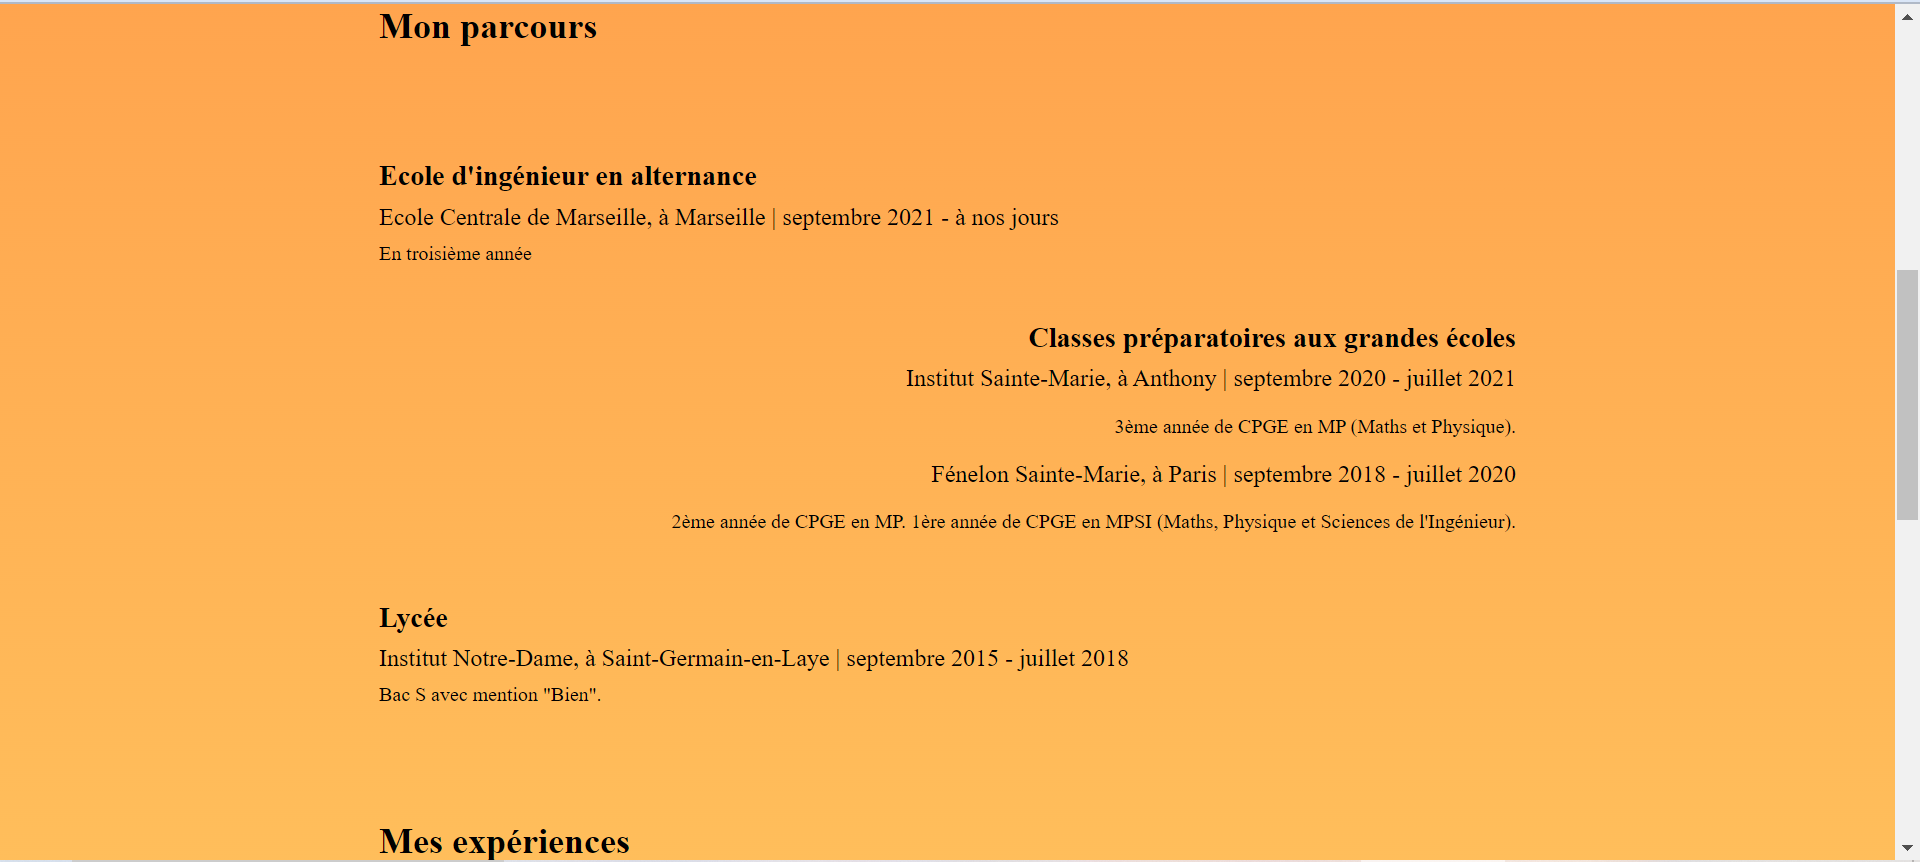 Mon parcours
Ecole d'ingénieur en alternance
Ecole Centrale de Marseille, à Marseille | septembre 2021 - à nos jours
En troisième année
Classes préparatoires aux grandes écoles
Institut Sainte-Marie, à Anthony | septembre 2020 - juillet 2021
3ème année de CPGE en MP (Maths et Physique).
Fénelon Sainte-Marie, à Paris | septembre 2018 - juillet 2020
2ème année de CPGE en MP. 1ère année de CPGE en MPSI (Maths, Physique et Sciences de l'Ingénieur).
Lycée
Institut Notre-Dame, à Saint-Germain-en-Laye | septembre 2015 - juillet 2018
Bac S avec mention "Bien".
Mes expériences